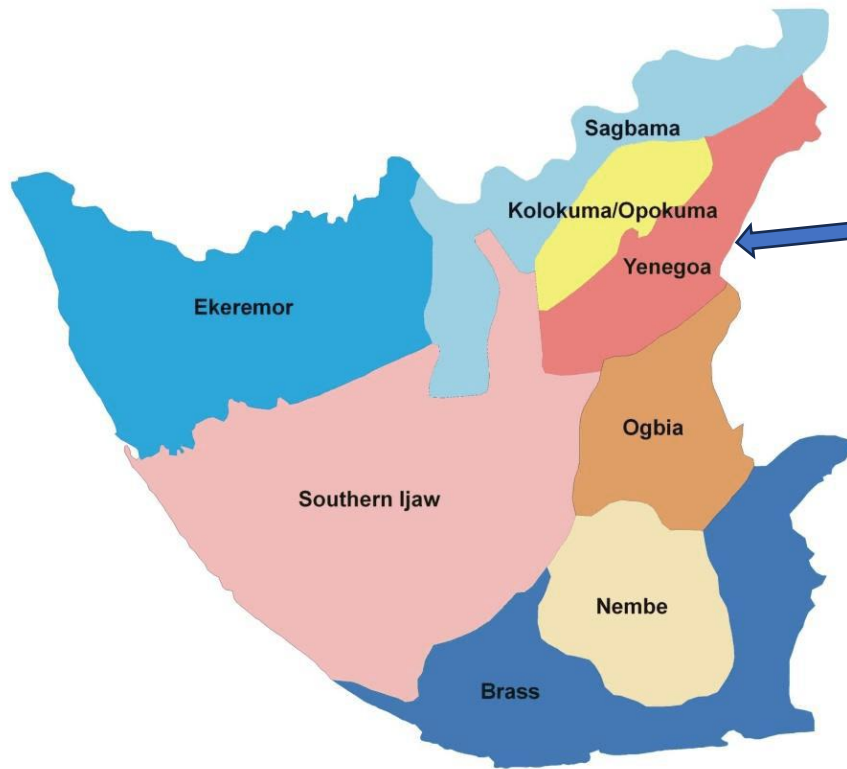 Sagbama
Kolokuma/Opokuma
Yenegoa
Ekeremor
Ogbia
Southern Ijaw
Nembe
Brass